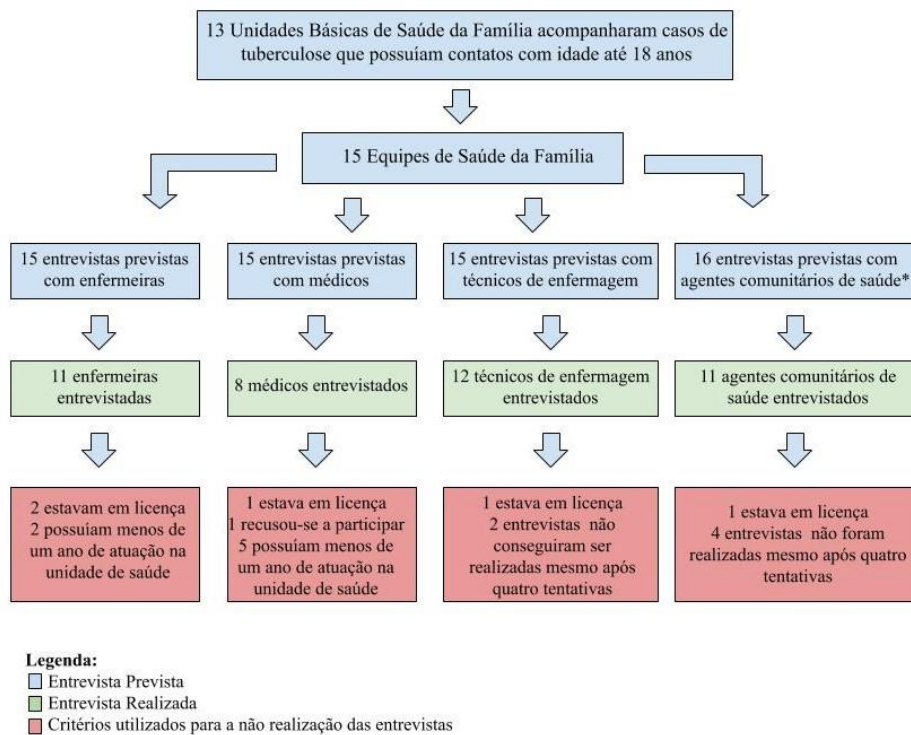 13 Unidades Básicas de Saúde da Família acompanharam casos de
tuberculose que possuíam contatos com idade até 18 anos
15 Equipes de Saúde da Família
15 entrevistas previstas
com enfermeiras
15 entrevistas previstas
com médicos
15 entrevistas previstas com
técnicos de enfermagem
16 entrevistas previstas com
agentes comunitários de saúde*
11 enfermeiras
entrevistadas
8 médicos entrevistados
12 técnicos de enfermagem
entrevistados
11 agentes comunitários de
saúde entrevistados
2 estavam em licença
2 possuíam menos de
um ano de atuação na
unidade de saúde
1 estava em licença
1 recusou-se a participar
5 possuíam menos de
um ano de atuação na
unidade de saúde
1 estava em licença
2 entrevistas não
conseguiram ser
realizadas mesmo após
quatro tentativas
1 estava em licença
4 entrevistas não foram
realizadas mesmo após quatro
tentativas
Legenda:
Entrevista Prevista
Entrevista Realizada
Critérios utilizados para a não realização das entrevistas